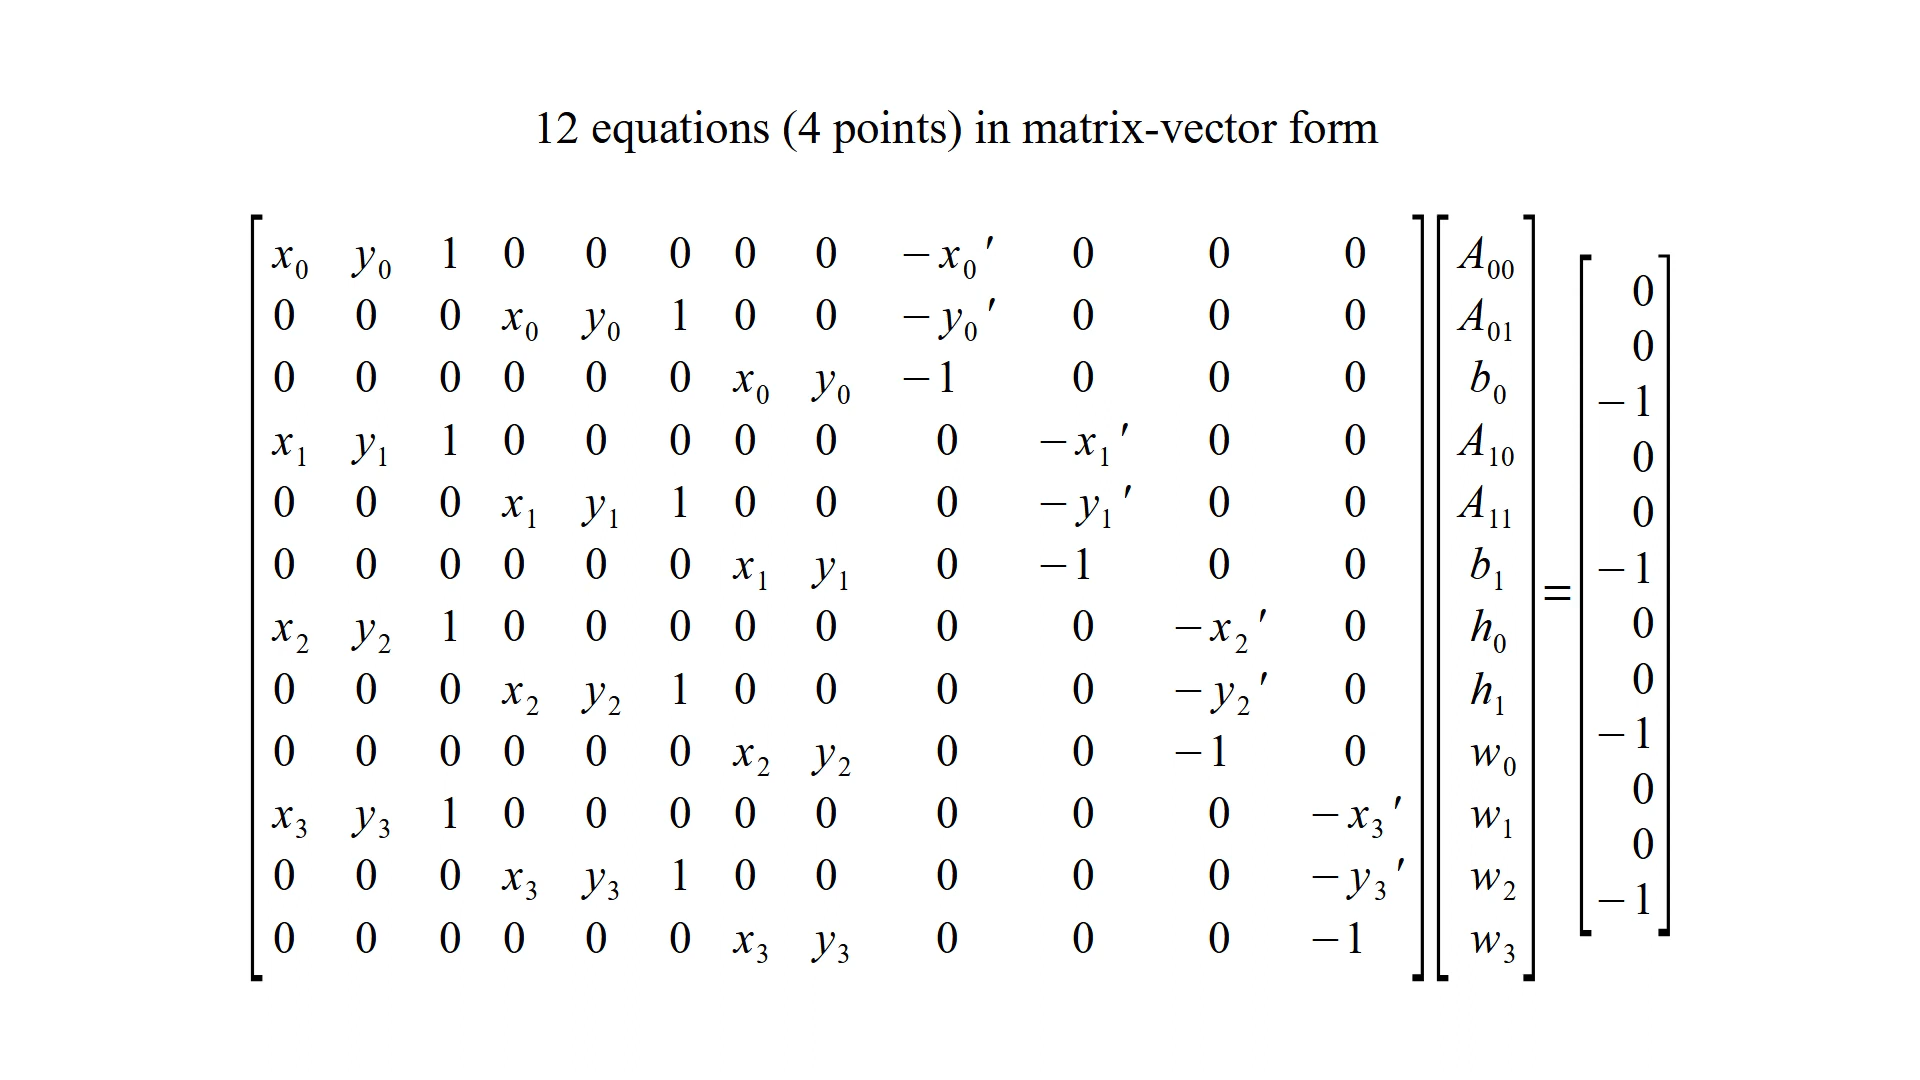 12 equations (4 points) in matrix-vector form
x₀ y₀ 1 0 0 0 0 0 −x₀′ 0 0 0 A₀₀ 0
0 0 0 x₀ y₀ 1 0 0 −y₀′ 0 0 0 A₀₁ 0
0 0 0 0 0 0 x₀ y₀ −1 0 0 0 b₀ −1
x₁ y₁ 1 0 0 0 0 0 0 −x₁′ 0 0 A₁₀ 0
0 0 0 x₁ y₁ 1 0 0 0 −y₁′ 0 0 A₁₁ 0
0 0 0 0 0 0 x₁ y₁ 0 −1 0 0 b₁ = −1
x₂ y₂ 1 0 0 0 0 0 0 0 −x₂′ 0 h₀ 0
0 0 0 x₂ y₂ 1 0 0 0 0 −y₂′ 0 h₁ 0
0 0 0 0 0 0 x₂ y₂ 0 0 −1 0 w₀ −1
x₃ y₃ 1 0 0 0 0 0 0 0 0 −x₃′ w₁ 0
0 0 0 x₃ y₃ 1 0 0 0 0 0 −y₃′ w₂ 0
0 0 0 0 0 0 x₃ y₃ 0 0 0 −1 w₃ −1